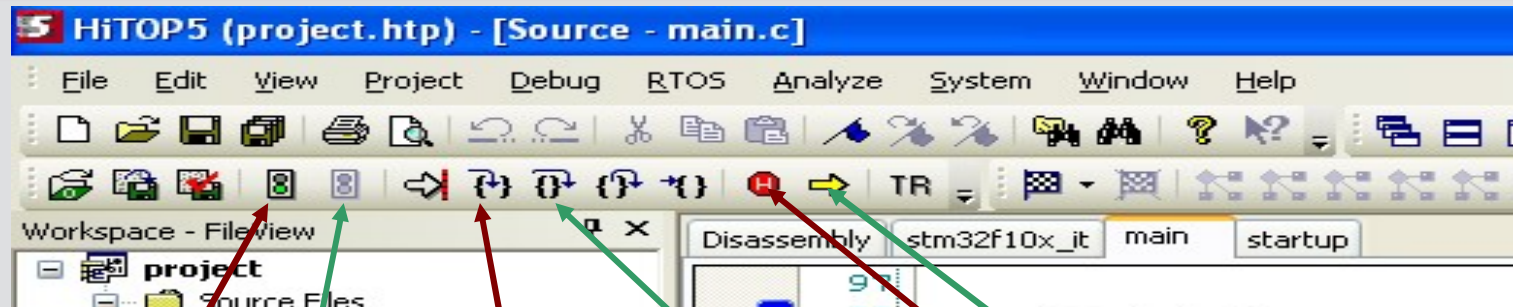 HiTOP5 (project.htp) - [Source - main.c]
File Edit View Project Debug RTOS Analyze System Window Help
H TR
Workspace - FileView
Disassembly stm32f10x_it main startup
project
97
Source Files